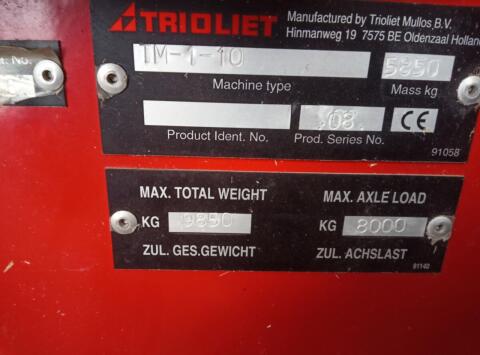 TRIOLIET
Manufactured by Trioliet Mullos B.V.
Hinmanweg 19 7575 BE Oldenzaal Holland
t. No.
TM-1-10 5850
Machine type Mass kg
08 CE
Product Ident. No. Prod. Series No.
91058
MAX. TOTAL WEIGHT MAX. AXLE LOAD
KG 9850 KG 8000
ZUL. GES.GEWICHT ZUL. ACHSLAST
91140